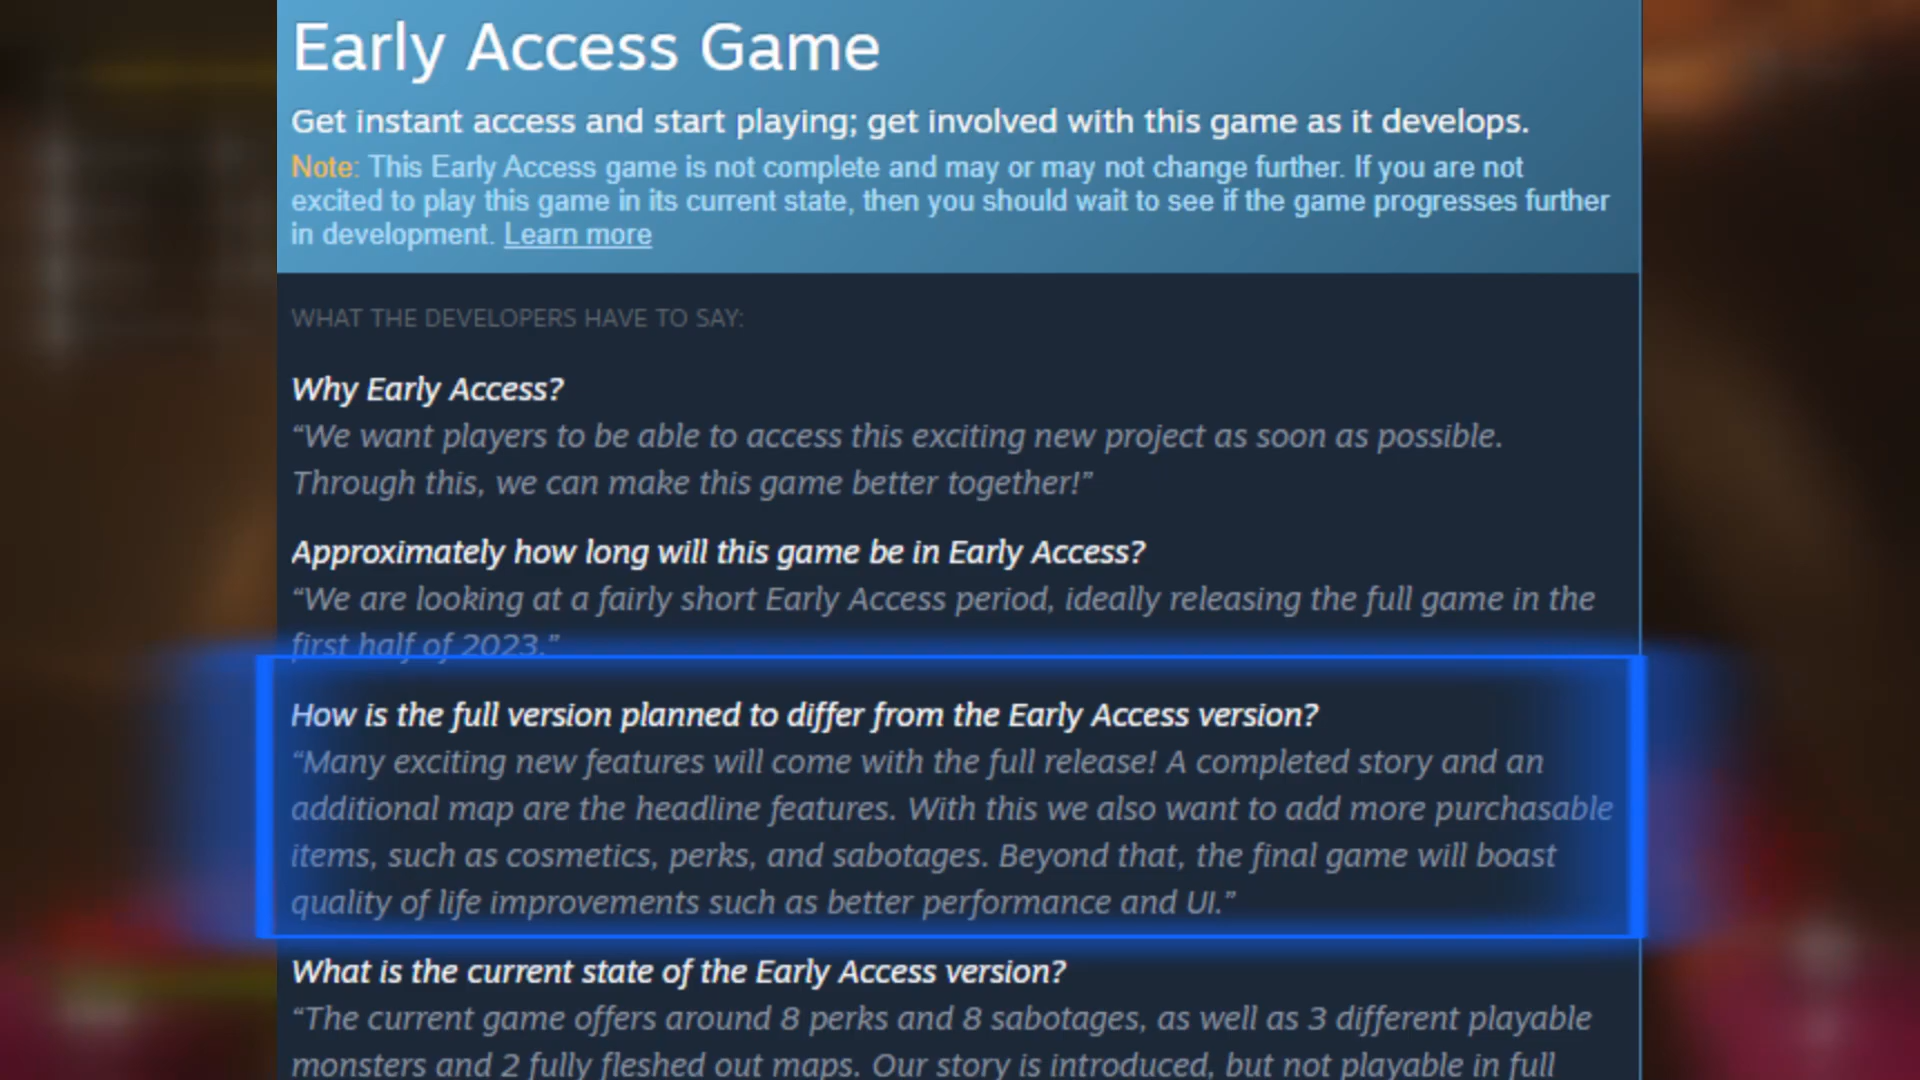 Early Access Game
Get instant access and start playing; get involved with this game as it develops.
Note: This Early Access game is not complete and may or may not change further. If you are not
excited to play this game in its current state, then you should wait to see if the game progresses further
in development. Learn more
WHAT THE DEVELOPERS HAVE TO SAY:
Why Early Access?
“We want players to be able to access this exciting new project as soon as possible.
Through this, we can make this game better together!”
Approximately how long will this game be in Early Access?
“We are looking at a fairly short Early Access period, ideally releasing the full game in the
first half of 2023.”
How is the full version planned to differ from the Early Access version?
“Many exciting new features will come with the full release! A completed story and an
additional map are the headline features. With this we also want to add more purchasable
items, such as cosmetics, perks, and sabotages. Beyond that, the final game will boast
quality of life improvements such as better performance and UI.”
What is the current state of the Early Access version?
“The current game offers around 8 perks and 8 sabotages, as well as 3 different playable
monsters and 2 fully fleshed out maps. Our story is introduced, but not playable in full